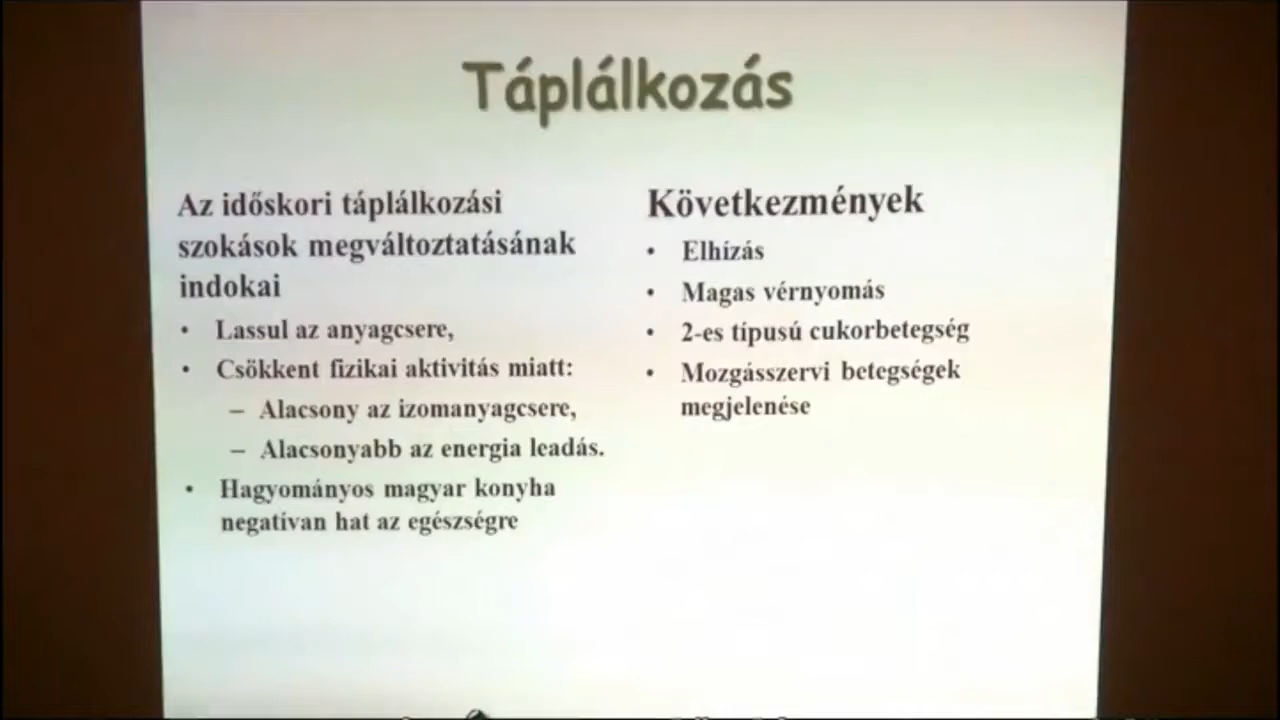 Táplálkozás
Az időskori táplálkozási
szokások megváltoztatásának
indokai
• Lassul az anyagcsere,
• Csökkent fizikai aktivitás miatt:
– Alacsony az izomanyagcsere,
– Alacsonyabb az energia leadás.
• Hagyományos magyar konyha
negatívan hat az egészségre
Következmények
• Elhízás
• Magas vérnyomás
• 2-es típusú cukorbetegség
• Mozgásszervi betegségek
megjelenése